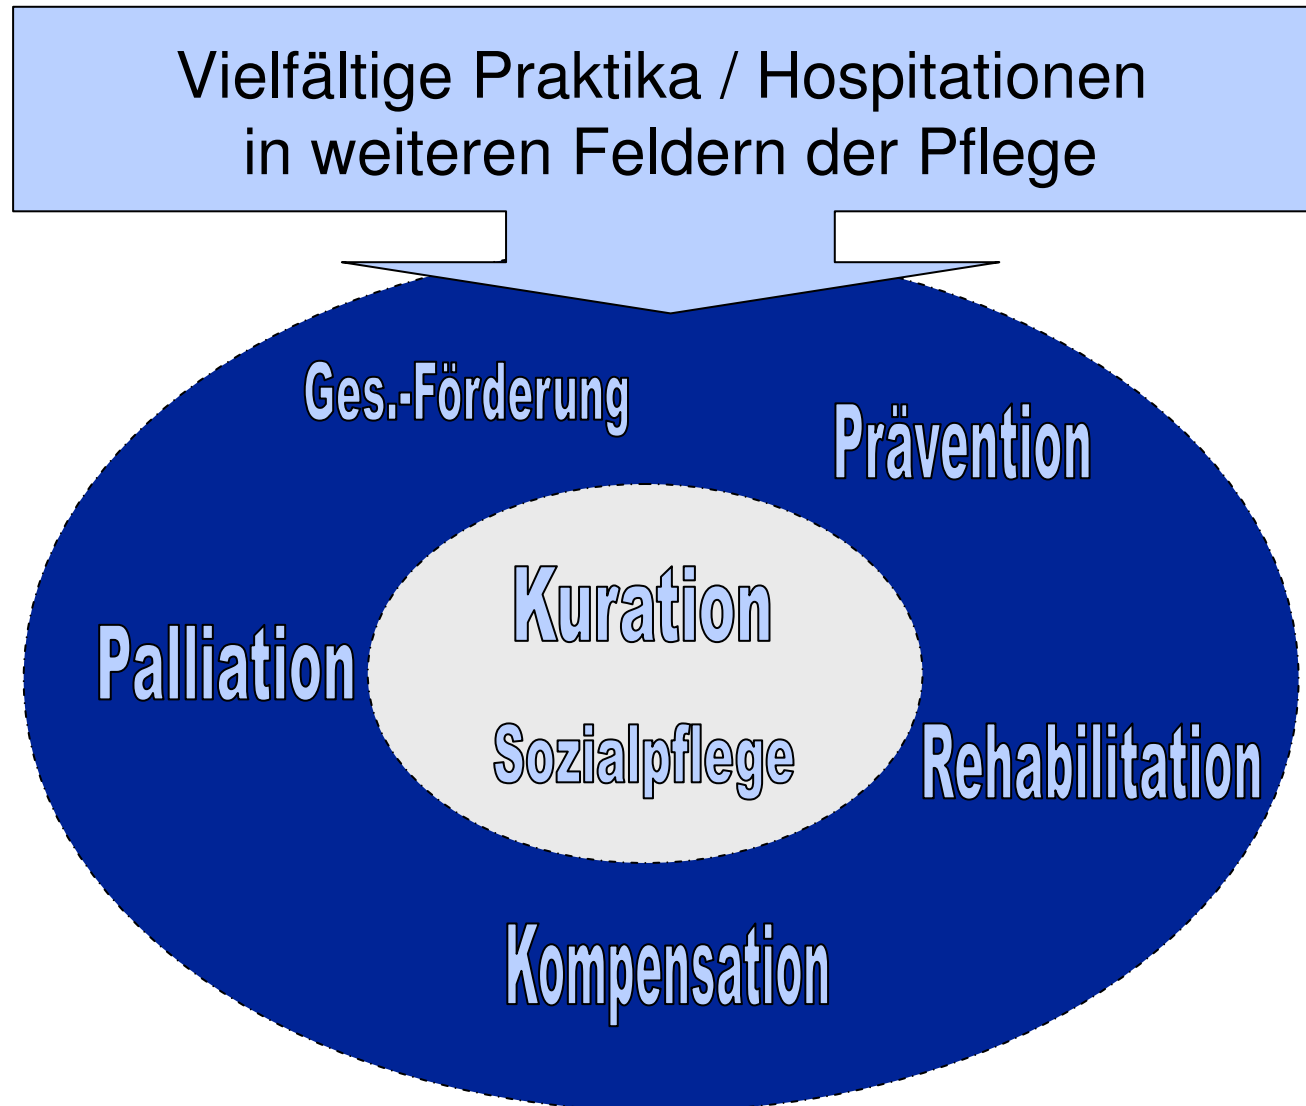 Vielfältige Praktika / Hospitationen
in weiteren Feldern der Pflege
Ges.-Förderung
Prävention
Kuration
Palliation
Sozialpflege
Rehabilitation
Kompensation